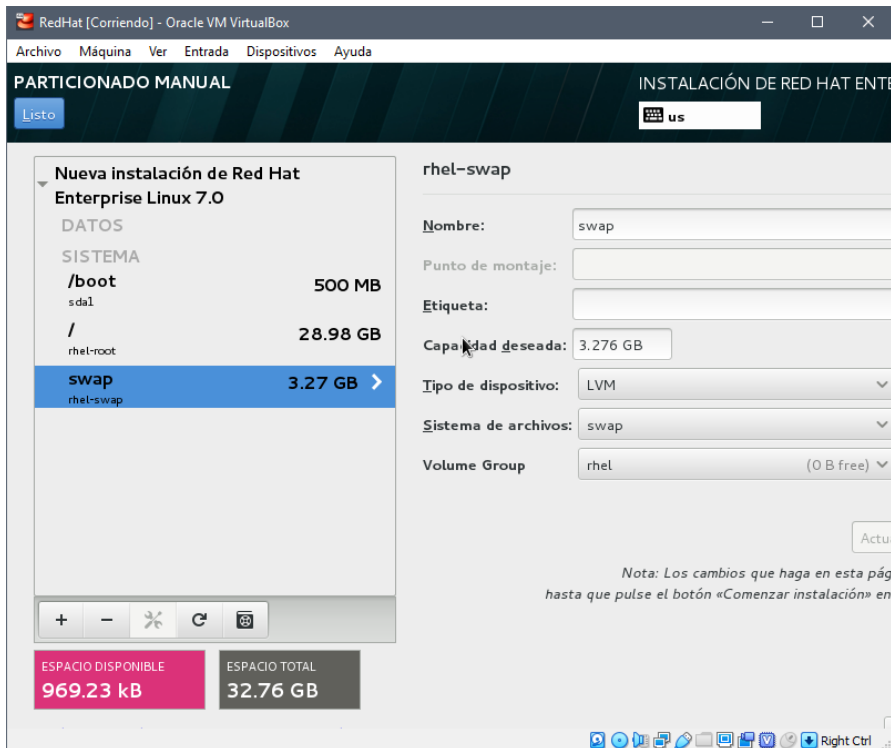 RedHat [Corriendo] - Oracle VM VirtualBox
Archivo Máquina Ver Entrada Dispositivos Ayuda
PARTICIONADO MANUAL
INSTALACIÓN DE RED HAT ENTE
Listo
us
Nueva instalación de Red Hat
Enterprise Linux 7.0
DATOS
SISTEMA
/boot 500 MB
sda1
/ 28.98 GB
rhel-root
swap 3.27 GB
rhel-swap
rhel-swap
Nombre: swap
Punto de montaje:
Etiqueta:
Capacidad deseada: 3.276 GB
Tipo de dispositivo: LVM
Sistema de archivos: swap
Volume Group rhel (0 B free)
Actu
Nota: Los cambios que haga en esta pág
hasta que pulse el botón «Comenzar instalación» en
ESPACIO DISPONIBLE
969.23 kB
ESPACIO TOTAL
32.76 GB
Right Ctrl